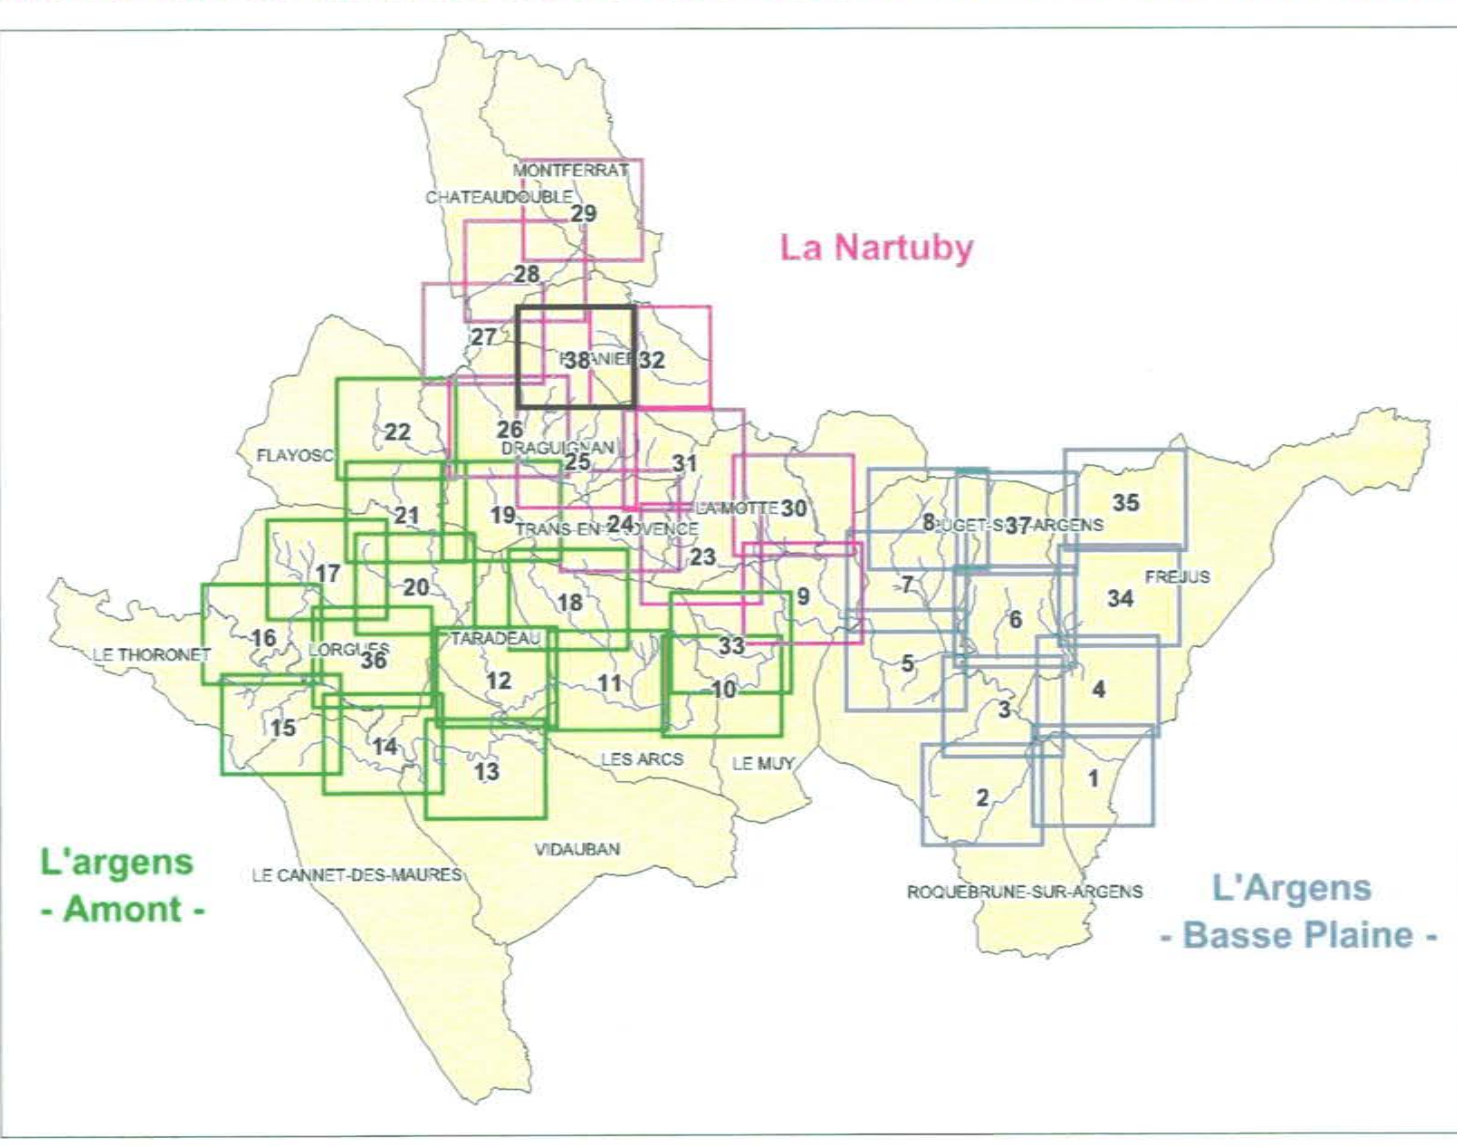 MONTFERRAT
CHATEAUDOUBLE
29
La Nartuby
28
27
38
32
22
26
DRAGUIGNAN
FLAYOSC
25
31
35
21
19
24
LA MOTTE
30
8
37
TRANS-EN-PROVENCE
23
17
20
18
9
7
6
34
FREJUS
16
LE THORONET
LORGUES
36
TARADEAU
12
11
33
10
5
4
3
15
14
13
LES ARCS
LE MUY
2
1
L'argens
- Amont -
VIDAUBAN
LE CANNET-DES-MAURES
ROQUEBRUNE-SUR-ARGENS
L'Argens
- Basse Plaine -